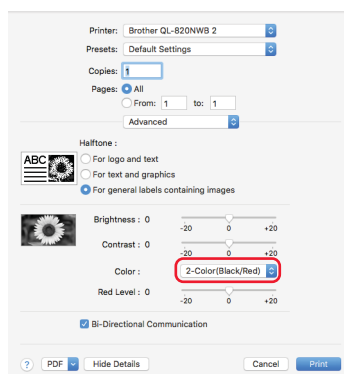 Printer: Brother QL-820NWB 2
Presets: Default Settings
Copies: 1
Pages: All
From: 1 to: 1
Advanced
Halftone :
ABC
For logo and text
For text and graphics
For general labels containing images
Brightness : 0
-20 0 +20
Contrast : 0
-20 0 +20
Color : 2-Color(Black/Red)
Red Level : 0
-20 0 +20
Bi-Directional Communication
? PDF Hide Details Cancel Print